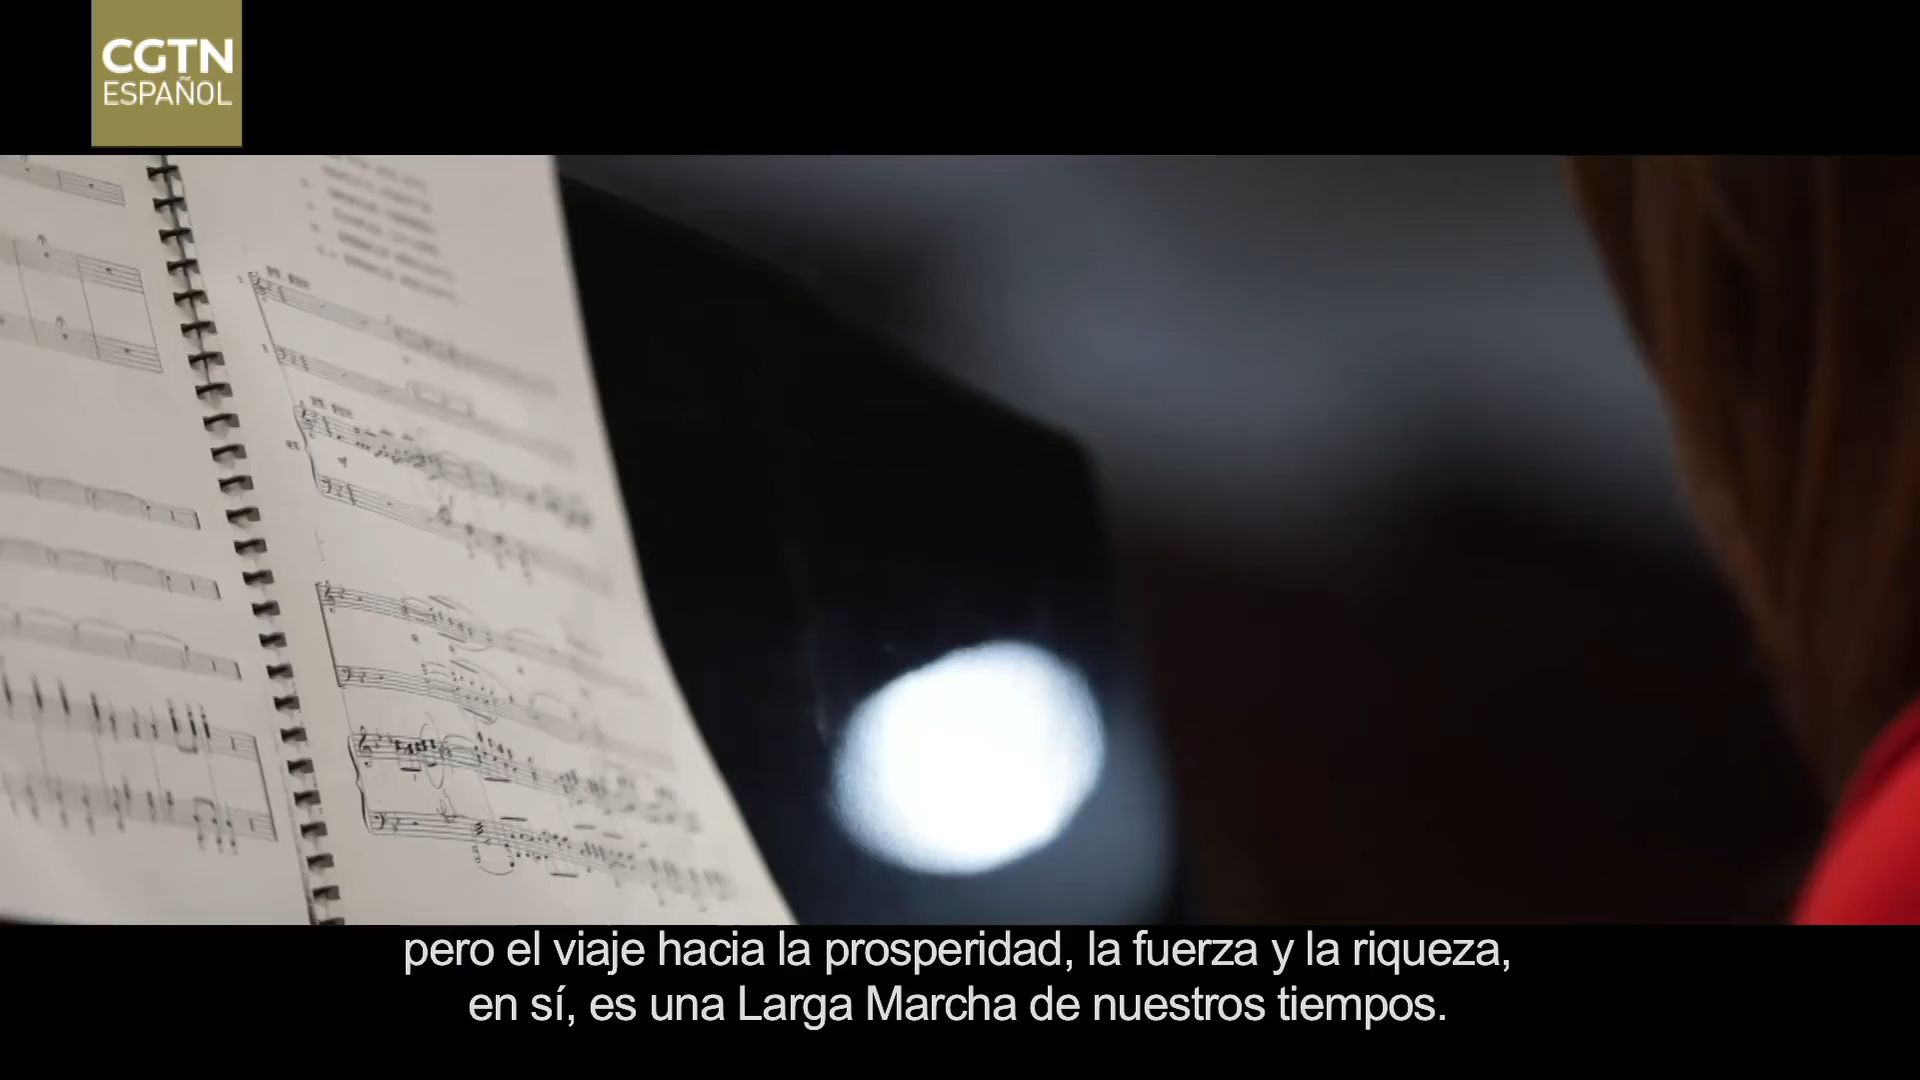 CGTN
ESPAÑOL
pero el viaje hacia la prosperidad, la fuerza y la riqueza,
en sí, es una Larga Marcha de nuestros tiempos.